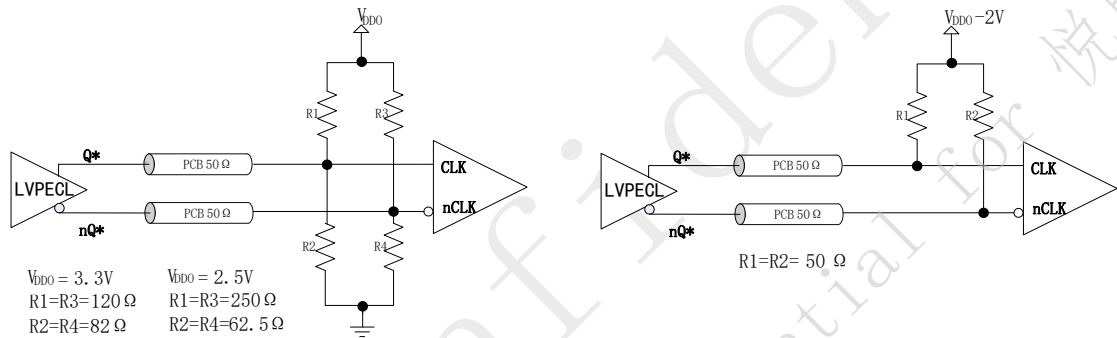 VDDO
R1
R3
Q*
PCB 50 Ω
CLK
LVPECL
PCB 50 Ω
nCLK
nQ*
R2
R4
VDDO = 3.3V
R1=R3=120 Ω
R2=R4=82 Ω
VDDO = 2.5V
R1=R3=250 Ω
R2=R4=62.5 Ω
VDDO-2V
R1
R2
Q*
PCB 50 Ω
CLK
LVPECL
PCB 50 Ω
nCLK
nQ*
R1=R2= 50 Ω
for 悦